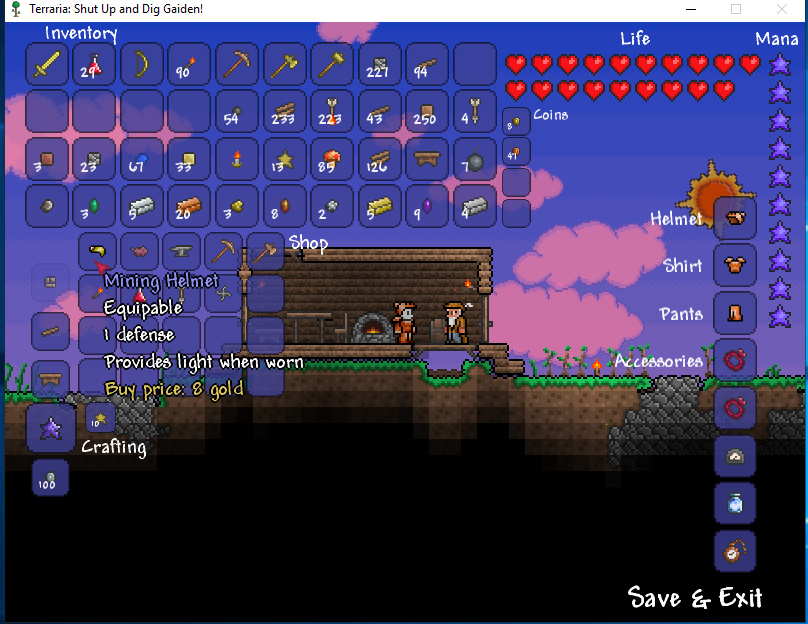 Terraria: Shut Up and Dig Gaiden!
Inventory
Life
Mana
29
90
227
94
54
233
223
43
250
4
Coins
8
3
23
67
33
13
89
126
7
47
3
5
20
3
8
2
5
9
4
Helmet
Shop
Shirt
Mining Helmet
Equipable
1 defense
Pants
Provides light when worn
Accessories
Buy price: 8 gold
10
Crafting
100
Save & Exit